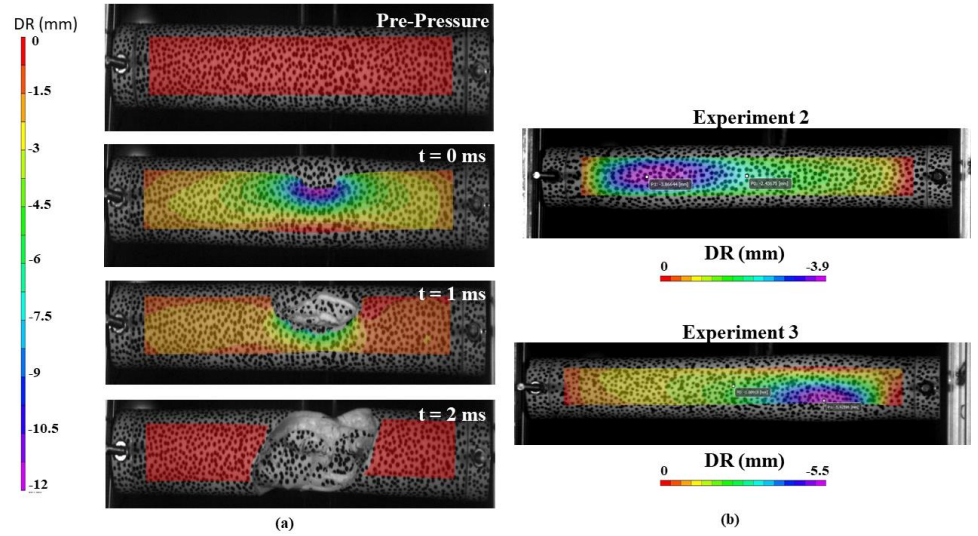 DR (mm)
0
-1.5
-3
-4.5
-6
-7.5
-9
-10.5
-12
Pre-Pressure
t = 0 ms
t = 1 ms
t = 2 ms
(a)
Experiment 2
DR (mm)
0
-3.9
Experiment 3
DR (mm)
0
-5.5
(b)